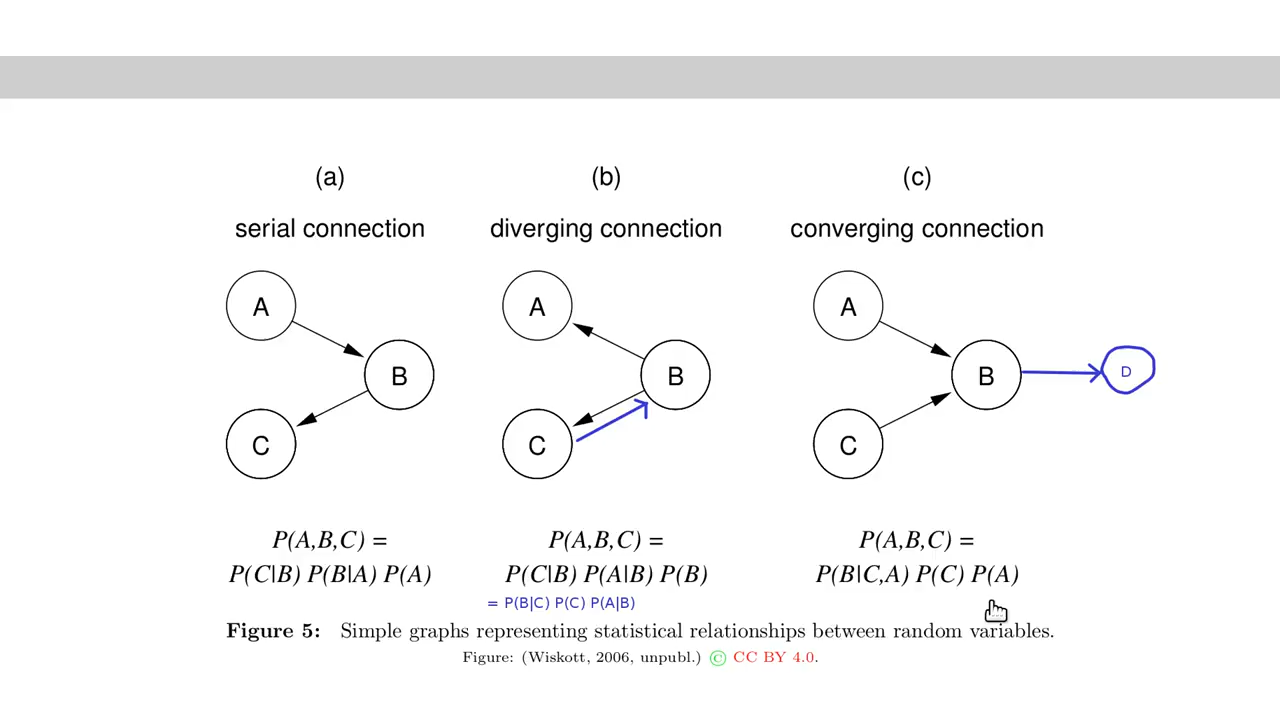 (a)
serial connection
A
B
C
P(A,B,C) =
P(C|B) P(B|A) P(A)
(b)
diverging connection
A
B
C
P(A,B,C) =
P(C|B) P(A|B) P(B)
= P(B|C) P(C) P(A|B)
(c)
converging connection
A
B
D
C
P(A,B,C) =
P(B|C,A) P(C) P(A)
Figure 5: Simple graphs representing statistical relationships between random variables.
Figure: (Wiskott, 2006, unpubl.) © CC BY 4.0.